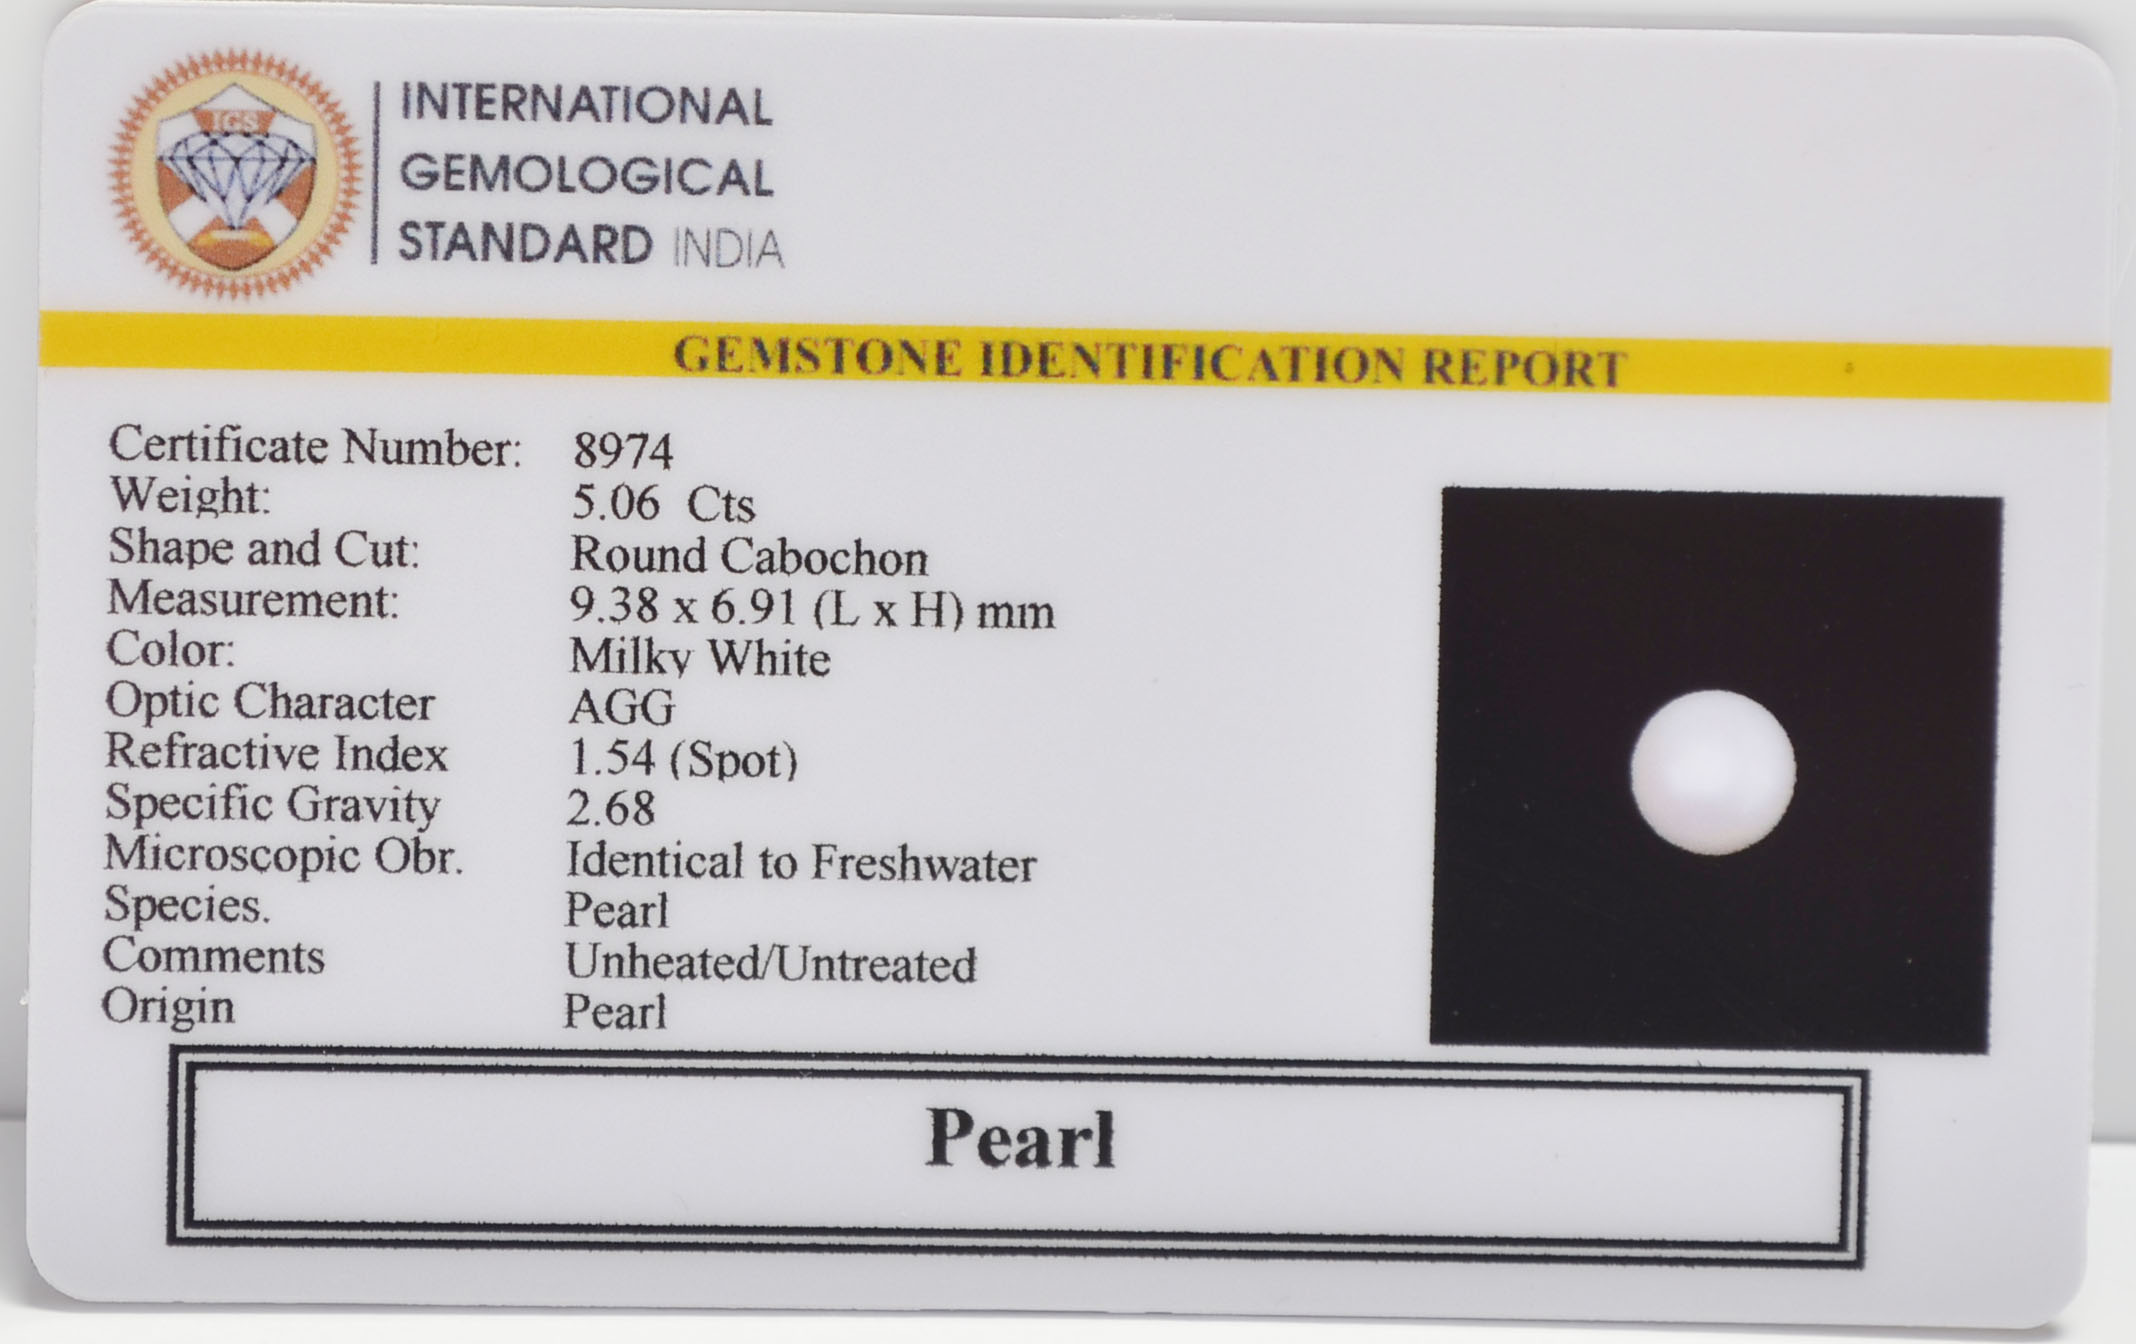 IGS
INTERNATIONAL
GEMOLOGICAL
STANDARD INDIA
GEMSTONE IDENTIFICATION REPORT
Certificate Number: 8974
Weight: 5.06 Cts
Shape and Cut: Round Cabochon
Measurement: 9.38 x 6.91 (L x H) mm
Color: Milky White
Optic Character AGG
Refractive Index 1.54 (Spot)
Specific Gravity 2.68
Microscopic Obr. Identical to Freshwater
Species. Pearl
Comments Unheated/Untreated
Origin Pearl
Pearl